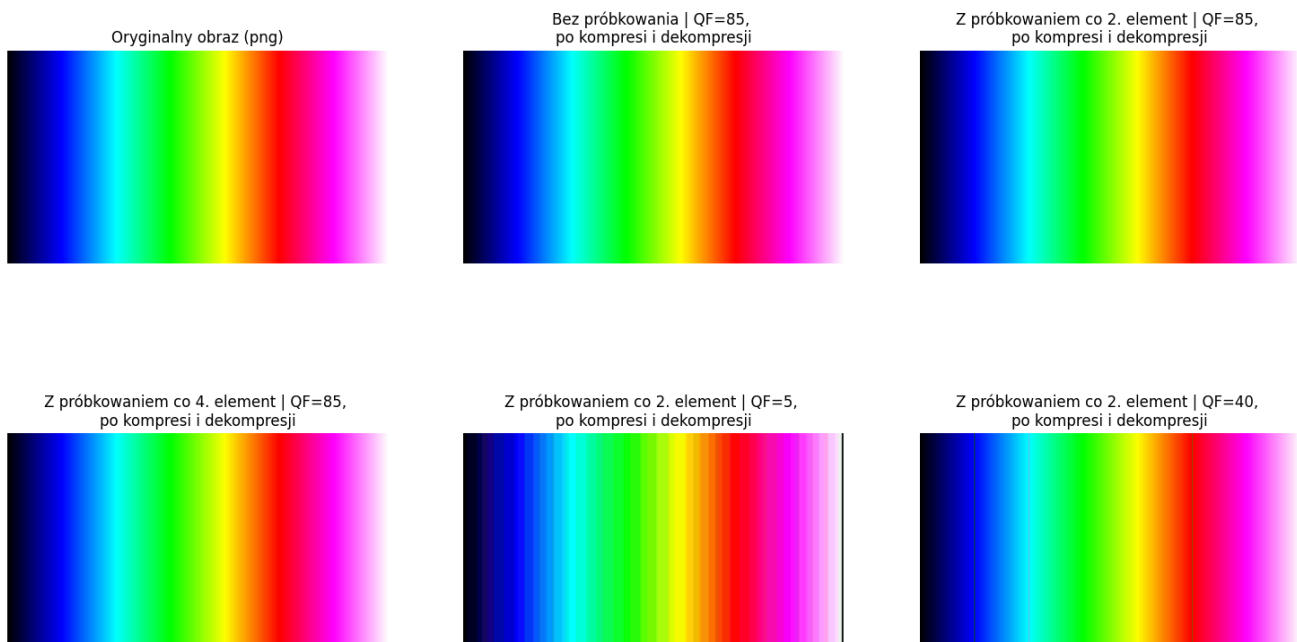 Oryginalny obraz (png)
Bez próbkowania | QF=85,
po kompresi i dekompresji
Z próbkowaniem co 2. element | QF=85,
po kompresi i dekompresji
Z próbkowaniem co 4. element | QF=85,
po kompresi i dekompresji
Z próbkowaniem co 2. element | QF=5,
po kompresi i dekompresji
Z próbkowaniem co 2. element | QF=40,
po kompresi i dekompresji